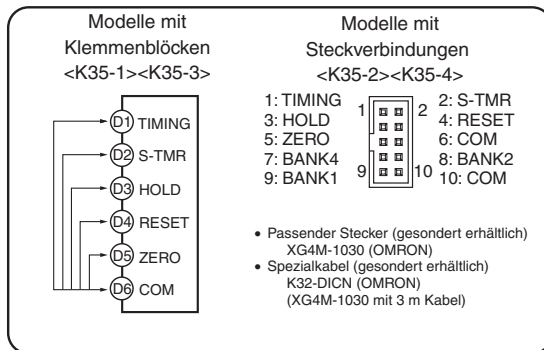 Modelle mit
Klemmenblöcken
<K35-1><K35-3>
D1 TIMING
D2 S-TMR
D3 HOLD
D4 RESET
D5 ZERO
D6 COM
Modelle mit
Steckverbindungen
<K35-2><K35-4>
1: TIMING 1 2 2: S-TMR
3: HOLD 4: RESET
5: ZERO 6: COM
7: BANK4 8: BANK2
9: BANK1 9 10 10: COM
• Passender Stecker (gesondert erhältlich)
XG4M-1030 (OMRON)
• Spezialkabel (gesondert erhältlich)
K32-DICN (OMRON)
(XG4M-1030 mit 3 m Kabel)